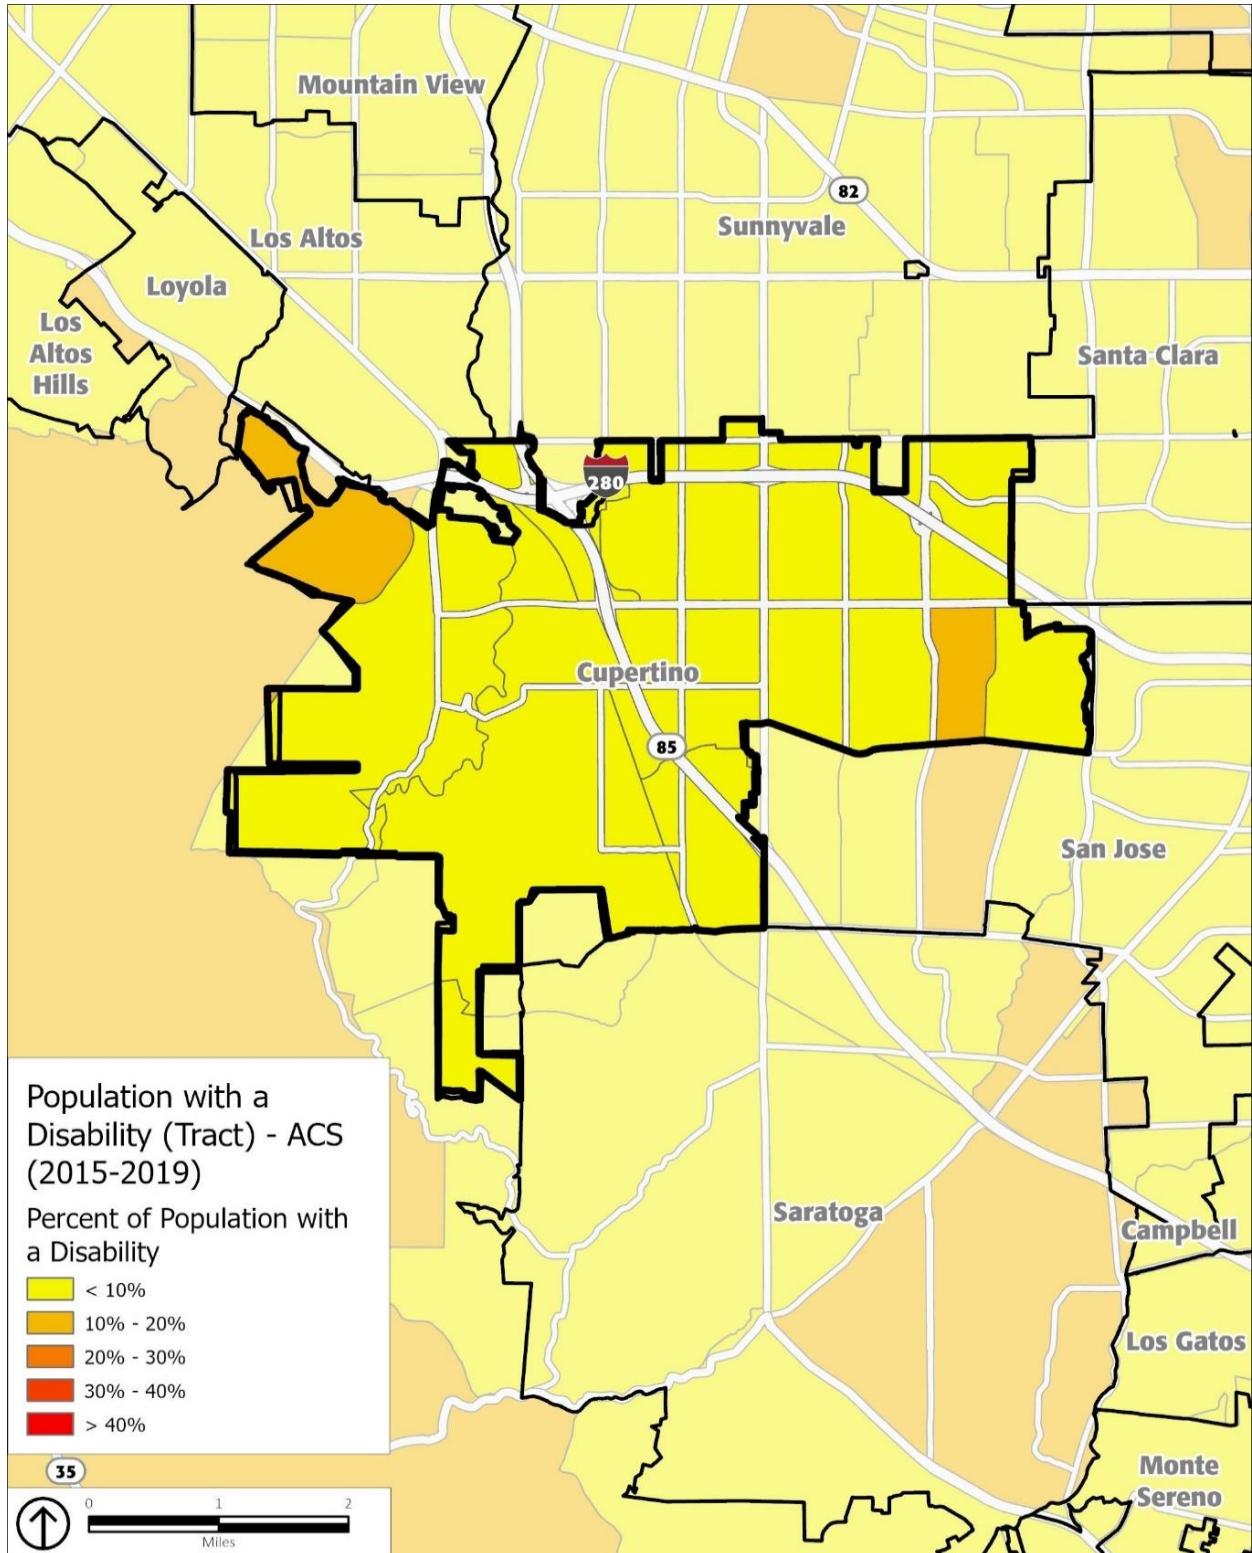 Mountain View
82
Sunnyvale
Los Altos
Loyola
Los
Altos
Hills
Santa Clara
280
Cupertino
85
San Jose
Saratoga
Campbell
Los Gatos
Monte
Sereno
Population with a
Disability (Tract) - ACS
(2015-2019)
Percent of Population with
a Disability
< 10%
10% - 20%
20% - 30%
30% - 40%
> 40%
35
0 1 2
Miles